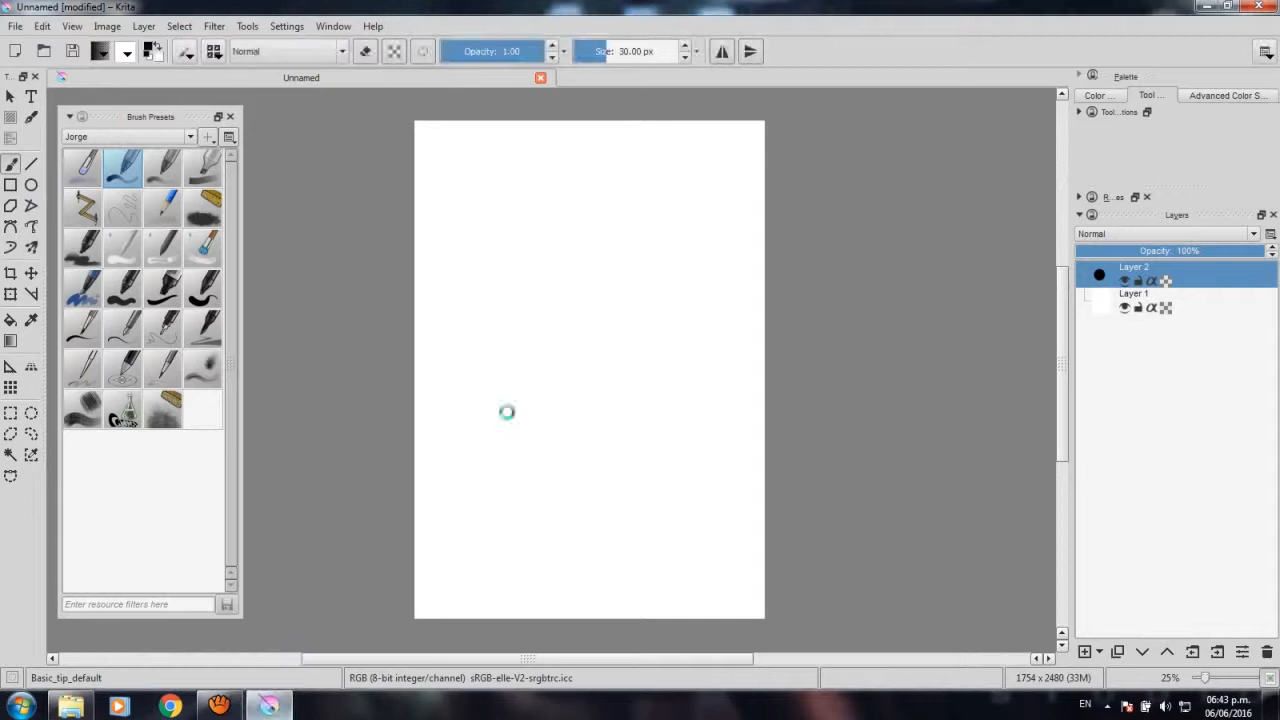 Unnamed [modified] – Krita
File Edit View Image Layer Select Filter Tools Settings Window Help
Normal Opacity: 1.00 Size: 30.00 px
T... Unnamed Palette
Color ... Tool ... Advanced Color S...
Tool...tions
Brush Presets
Jorge
R...es
Layers
Normal
Opacity: 100%
Layer 2
Layer 1
Enter resource filters here
Basic_tip_default RGB (8-bit integer/channel) sRGB-elle-V2-srgbtrc.icc 1754 x 2480 (33M) 25%
EN 06:43 p.m.
06/06/2016